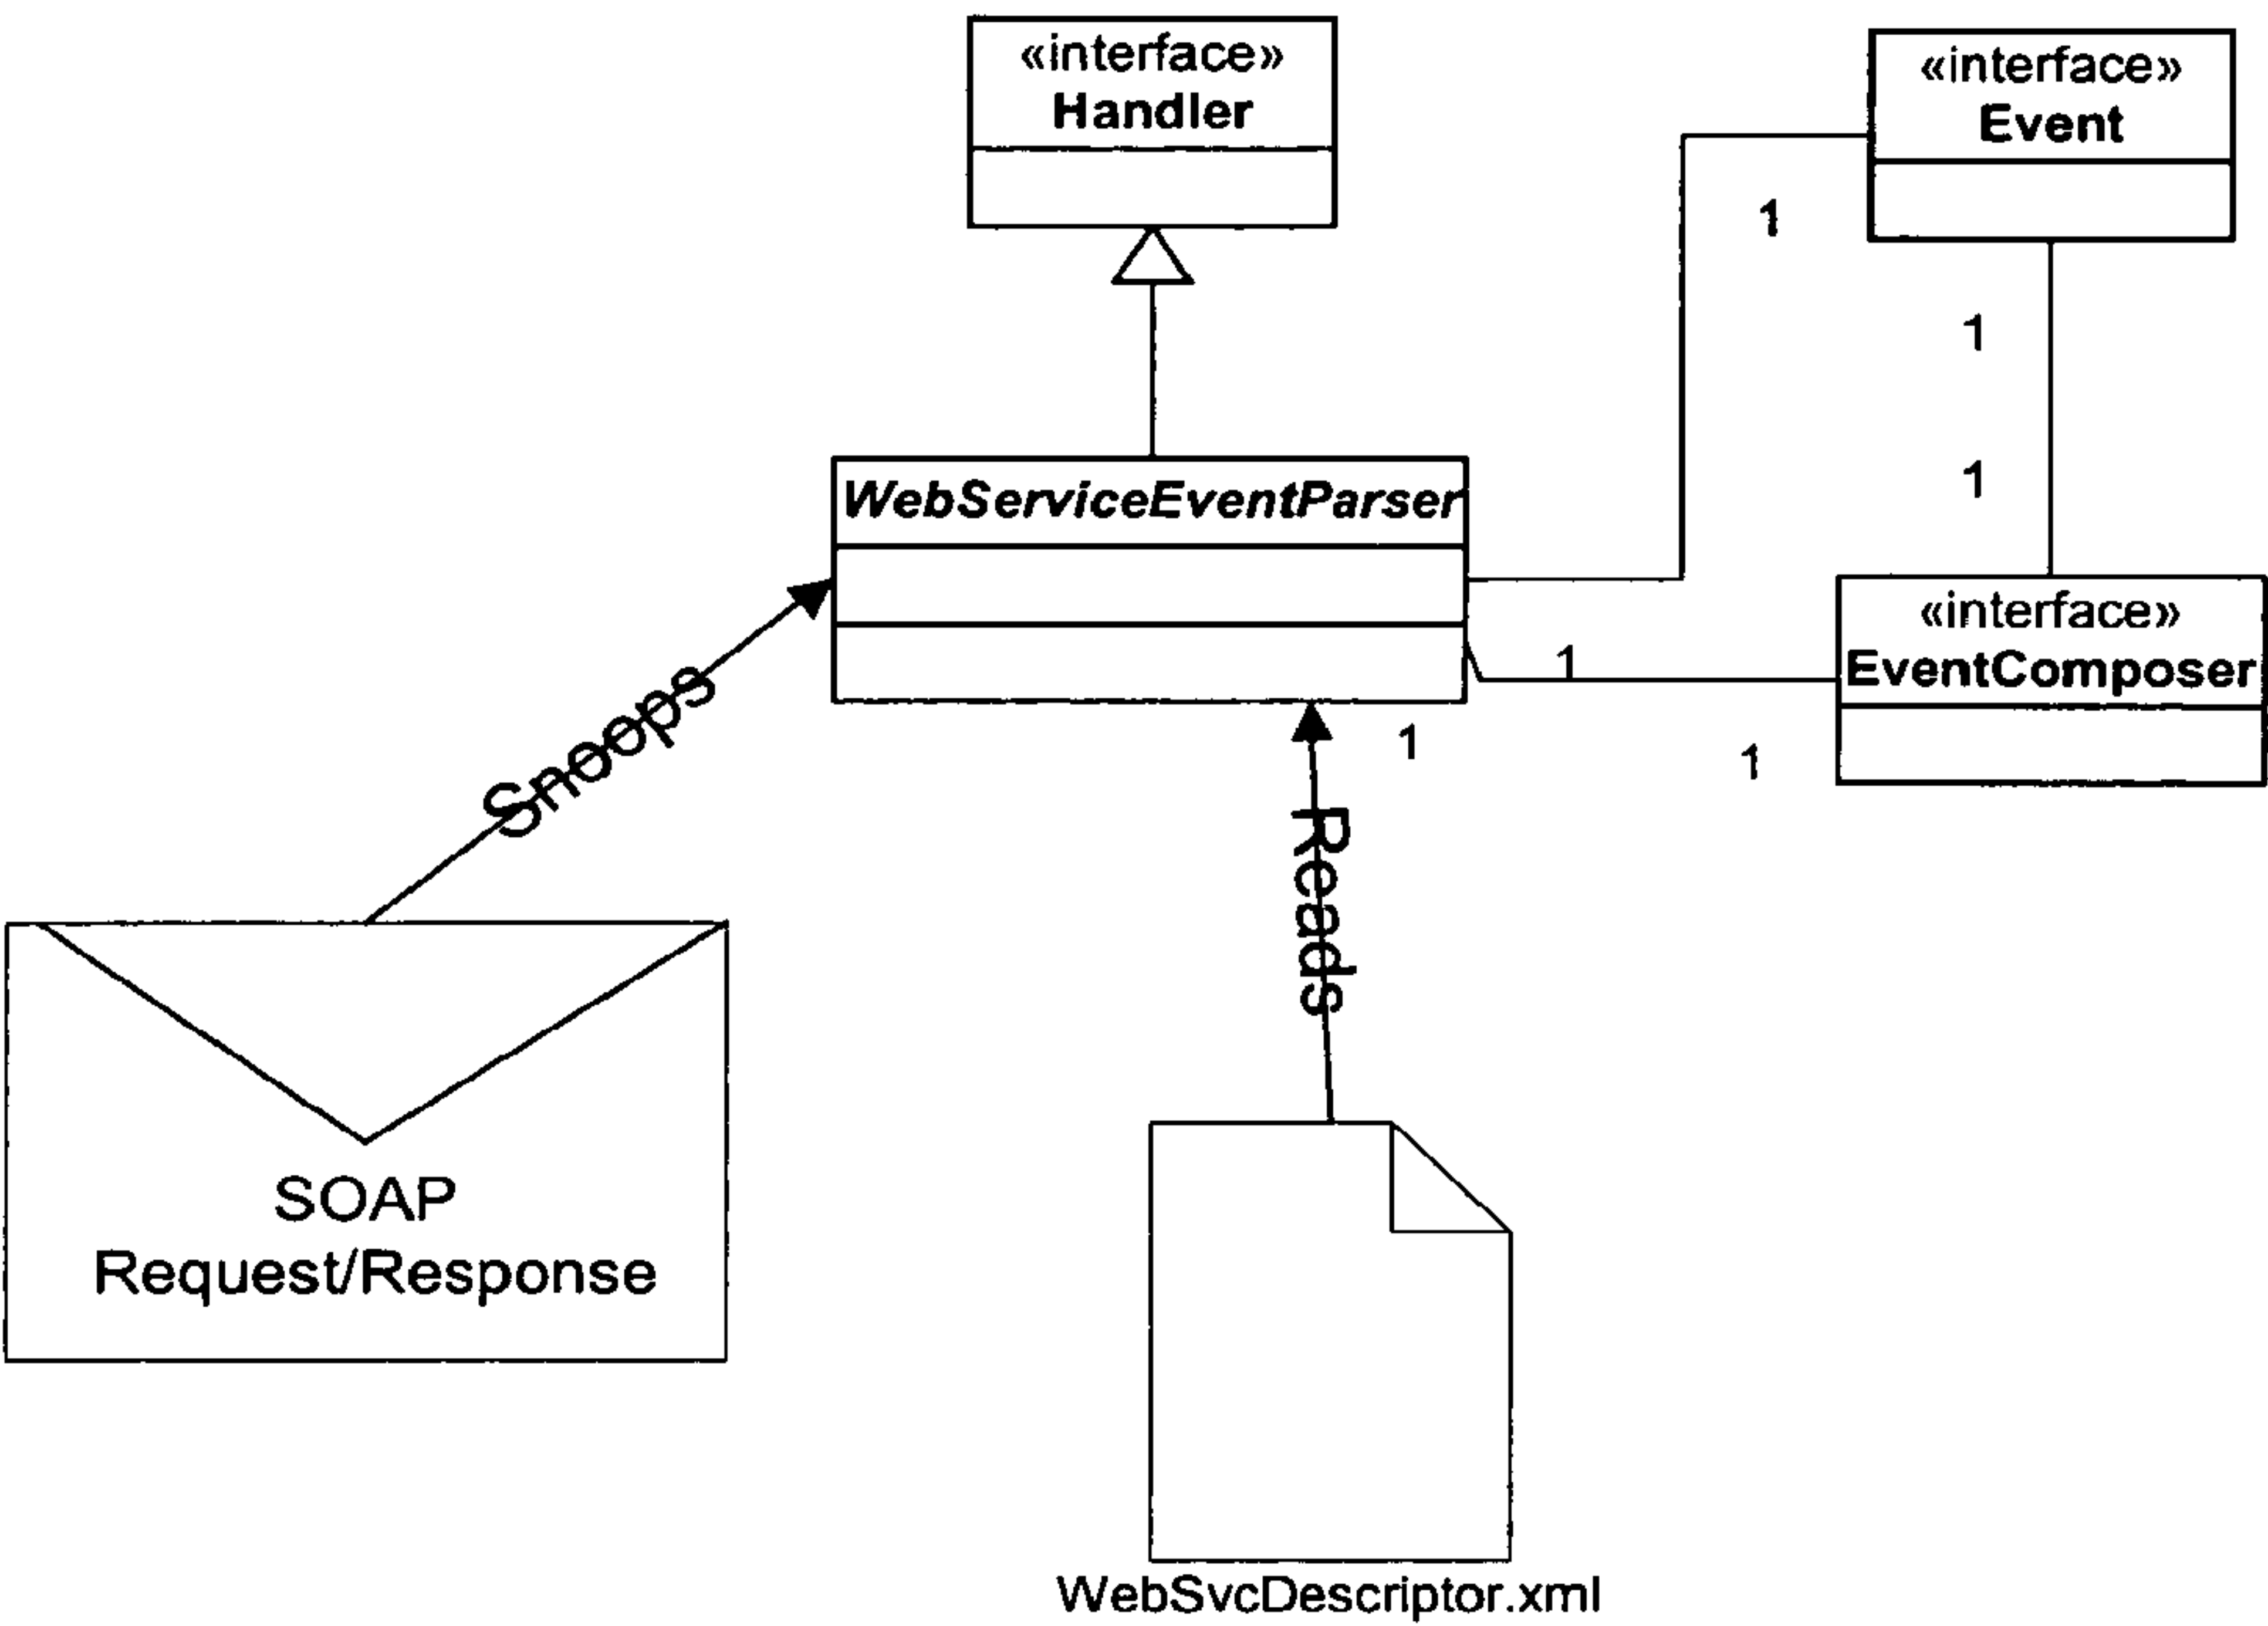 «interface»
Handler
«interface»
Event
1
1
1
WebServiceEventParser
«interface»
EventComposer
1
1
1
Snoops
Reads
SOAP
Request/Response
WebSvcDescriptor.xml